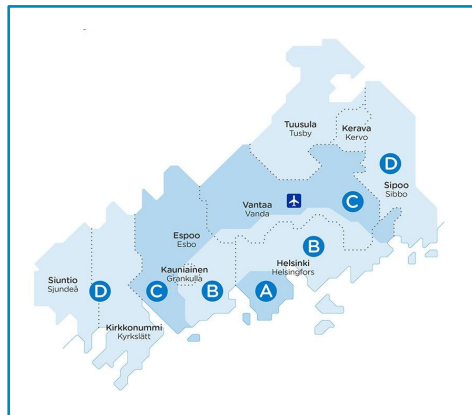 Tuusula
Tusby
Kerava
Kervo
D
Sipoo
Sibbo
Vantaa
Vanda
C
Espoo
Esbo
B
Helsinki
Helsingfors
Kauniainen
Grankulla
Siuntio
Sjundeå
D
C
B
A
Kirkkonummi
Kyrkslätt